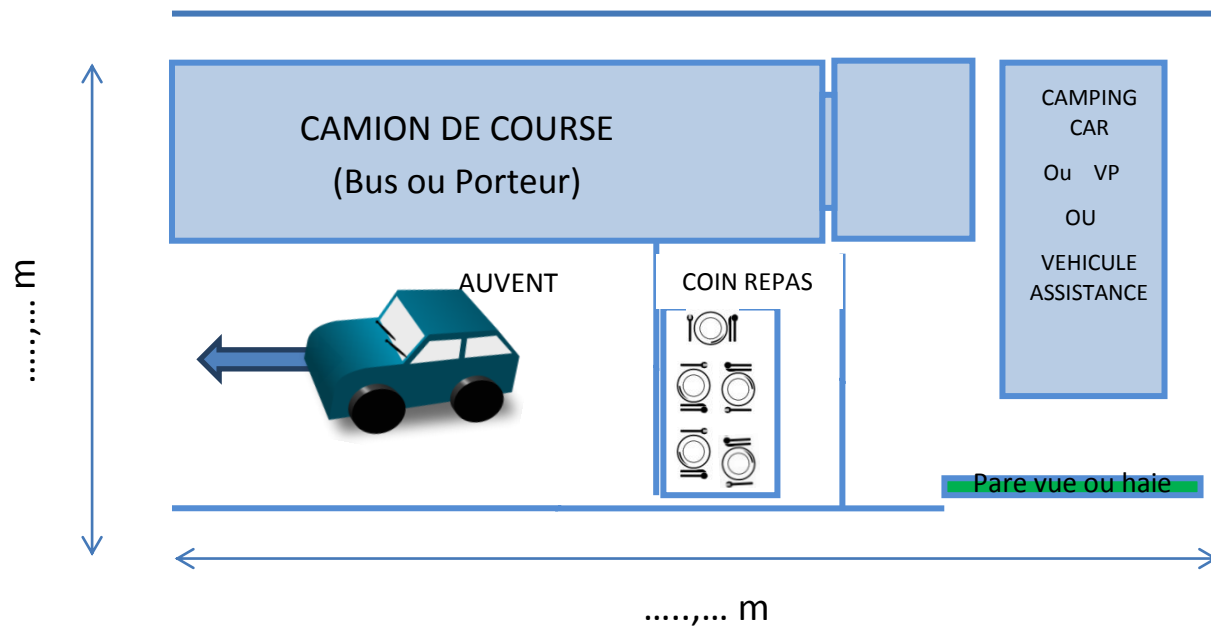 CAMION DE COURSE
(Bus ou Porteur)
CAMPING
CAR
Ou VP
OU
VEHICULE
ASSISTANCE
AUVENT
COIN REPAS
.....,... m
Pare vue ou haie
.....,... m